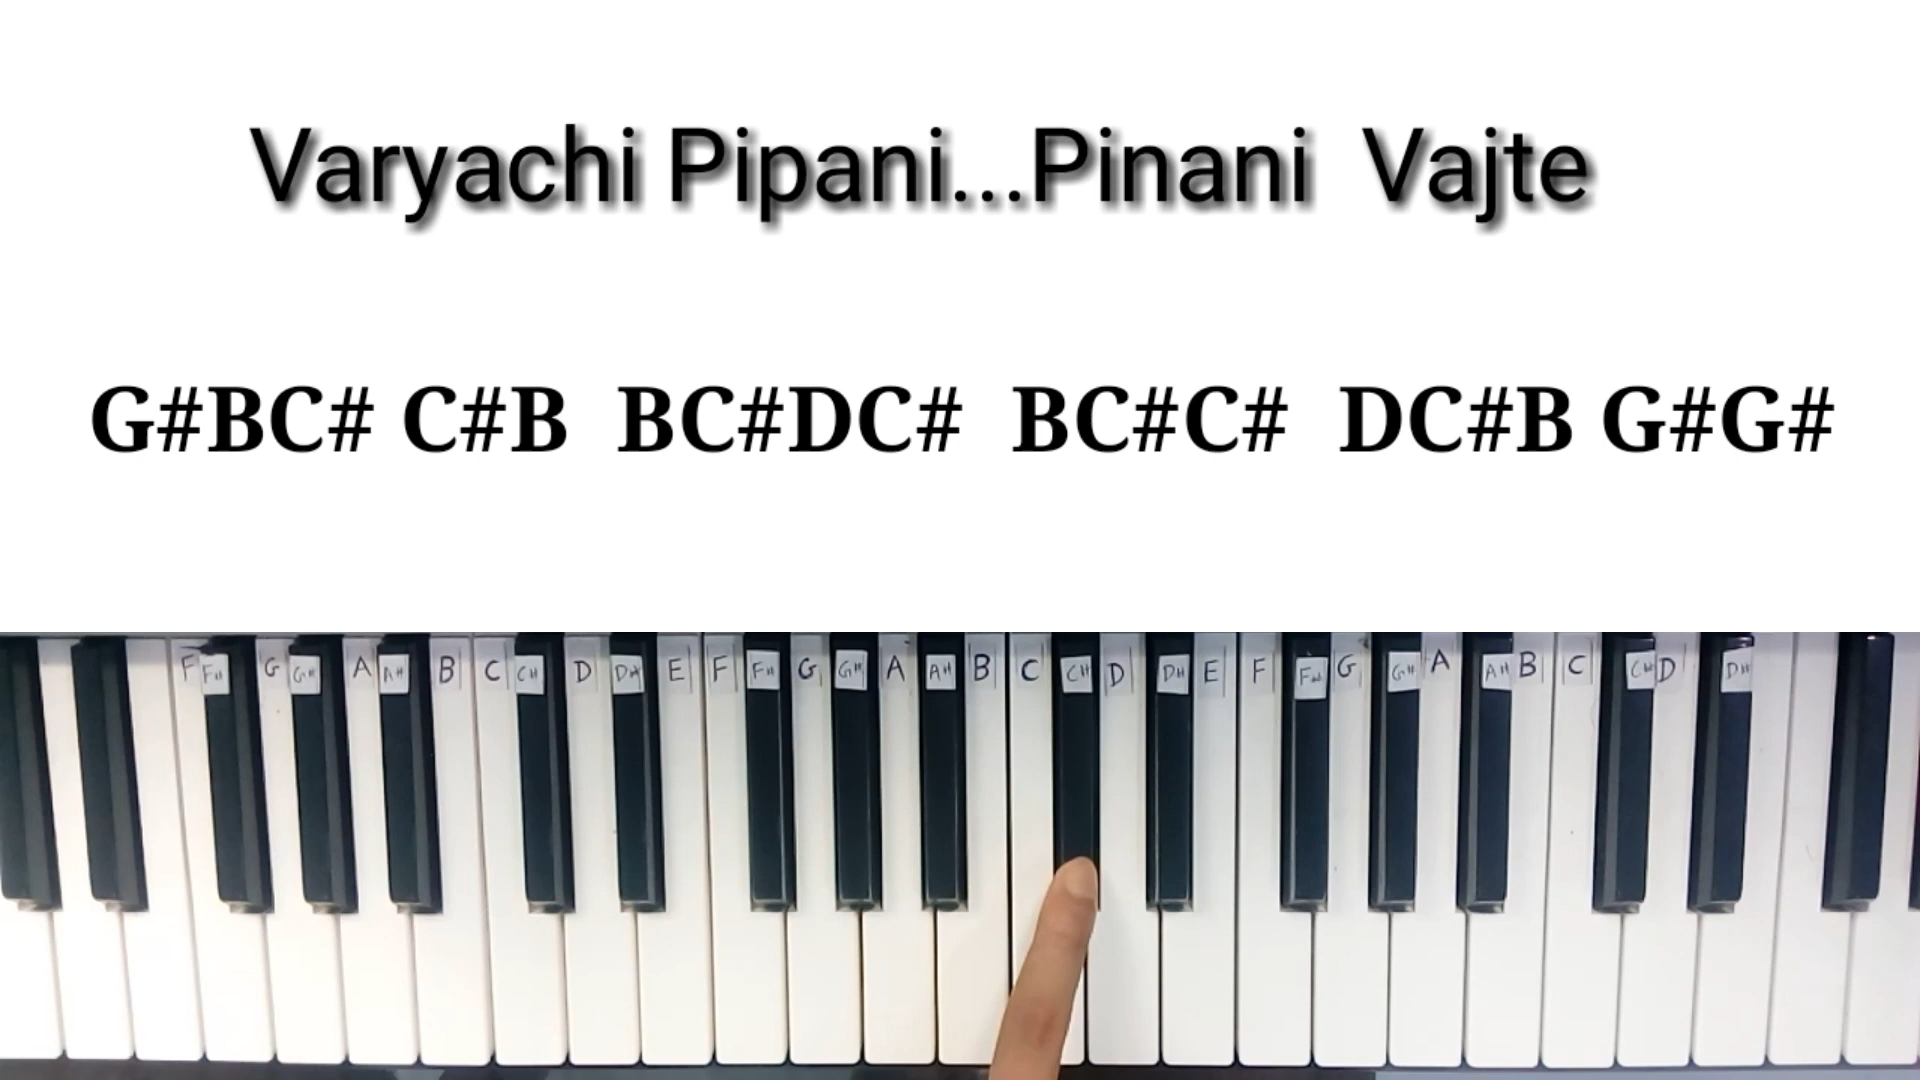 Varyachi Pipani...Pinani Vajte
G#BC# C#B BC#DC# BC#C# DC#B G#G#
F F# G G# A A# B C C# D D# E F F# G G# A A# B C C# D D# E F F# G G# A A# B C C# D D#